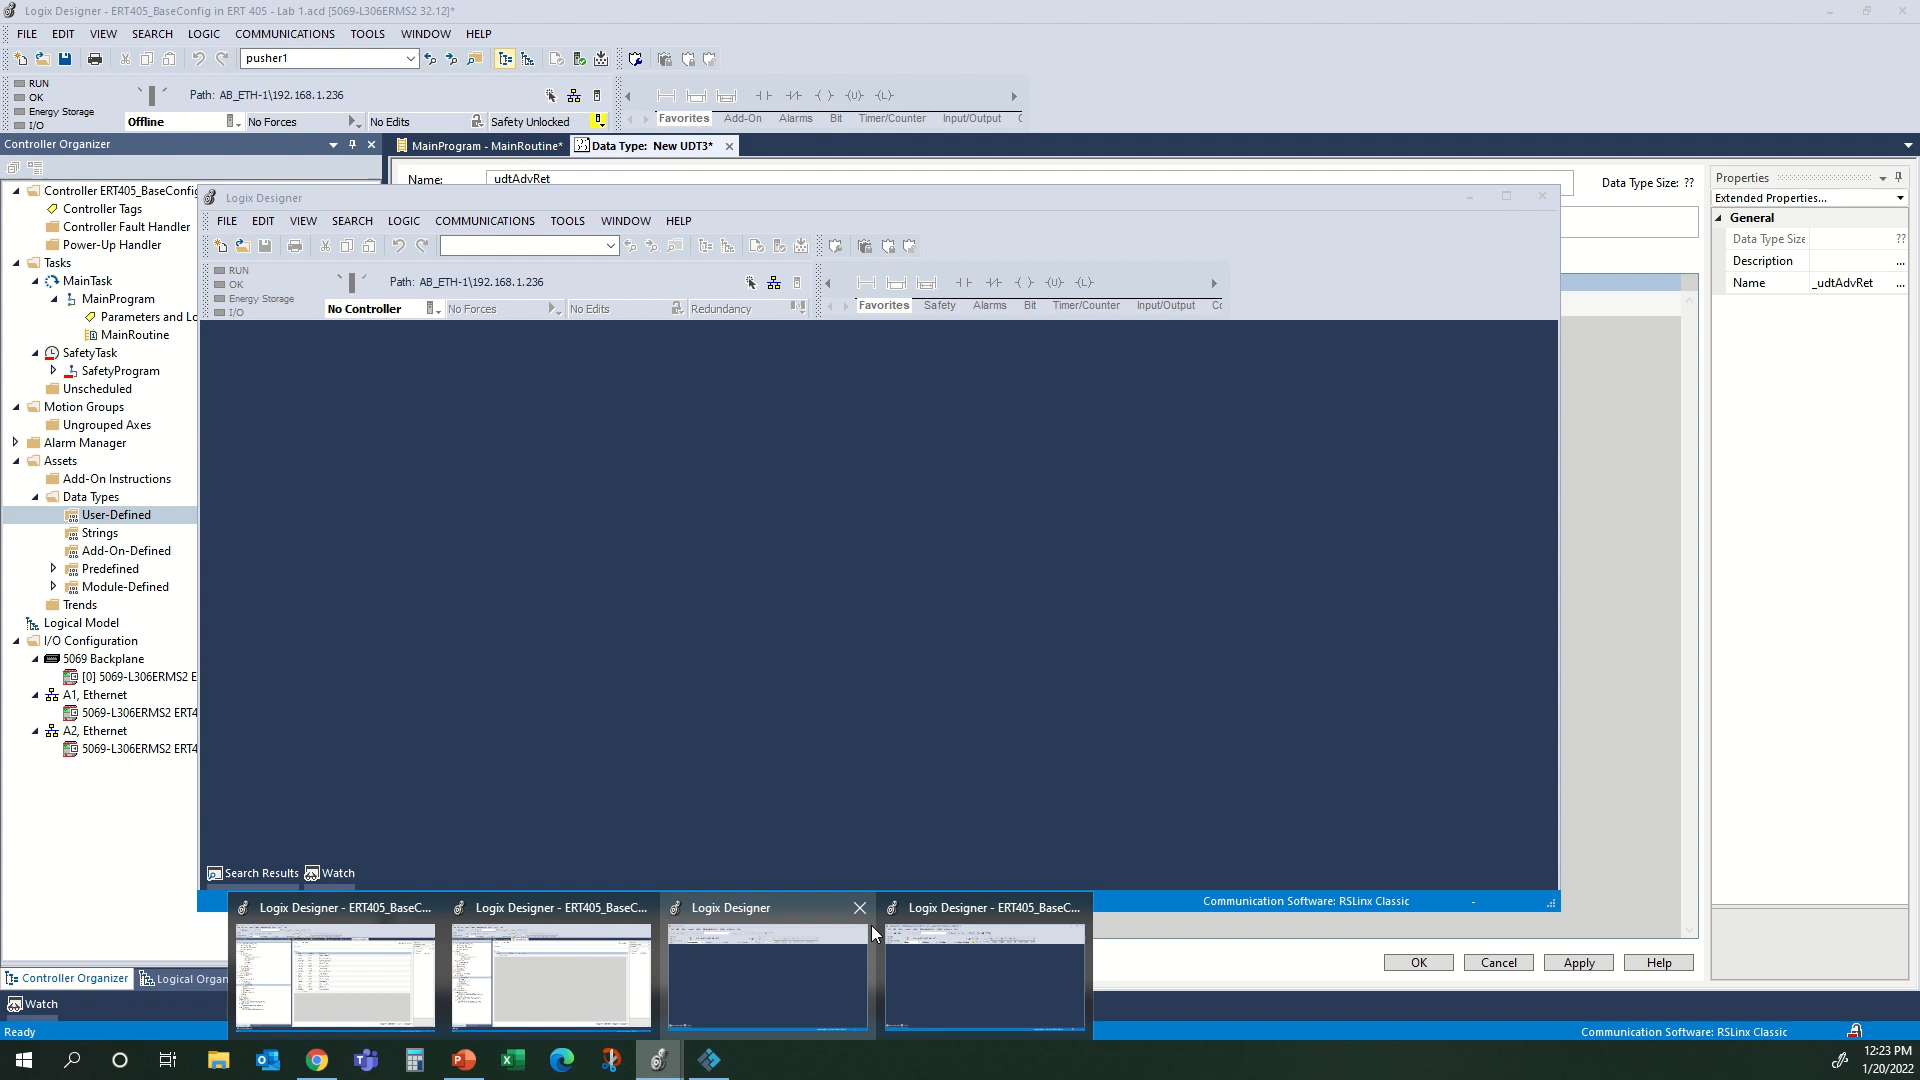 Logix Designer - ERT405_BaseConfig in ERT 405 - Lab 1.acd [5069-L306ERMS2 32.12]*
FILE EDIT VIEW SEARCH LOGIC COMMUNICATIONS TOOLS WINDOW HELP
pusher1
RUN
OK
Energy Storage
I/O
Path: AB_ETH-1\192.168.1.236
Offline No Forces No Edits Safety Unlocked
Favorites Add-On Alarms Bit Timer/Counter Input/Output
Controller Organizer
MainProgram - MainRoutine* Data Type: New UDT3*
Name: udtAdvRet
Data Type Size: ??
Properties
Extended Properties...
General
Data Type Size ??
Description ...
Name _udtAdvRet ...
Controller ERT405_BaseConfig
Controller Tags
Controller Fault Handler
Power-Up Handler
Tasks
MainTask
MainProgram
Parameters and Lo
MainRoutine
SafetyTask
SafetyProgram
Unscheduled
Motion Groups
Ungrouped Axes
Alarm Manager
Assets
Add-On Instructions
Data Types
User-Defined
Strings
Add-On-Defined
Predefined
Module-Defined
Trends
Logical Model
I/O Configuration
5069 Backplane
[0] 5069-L306ERMS2 E
A1, Ethernet
5069-L306ERMS2 ERT4
A2, Ethernet
5069-L306ERMS2 ERT4
Logix Designer
FILE EDIT VIEW SEARCH LOGIC COMMUNICATIONS TOOLS WINDOW HELP
RUN
OK
Energy Storage
I/O
Path: AB_ETH-1\192.168.1.236
No Controller No Forces No Edits Redundancy
Favorites Safety Alarms Bit Timer/Counter Input/Output
Search Results Watch
Communication Software: RSLinx Classic -
Logix Designer - ERT405_BaseC... Logix Designer - ERT405_BaseC... Logix Designer Logix Designer - ERT405_BaseC...
OK Cancel Apply Help
Controller Organizer Logical Organ
Watch
Ready
Communication Software: RSLinx Classic
12:23 PM
1/20/2022